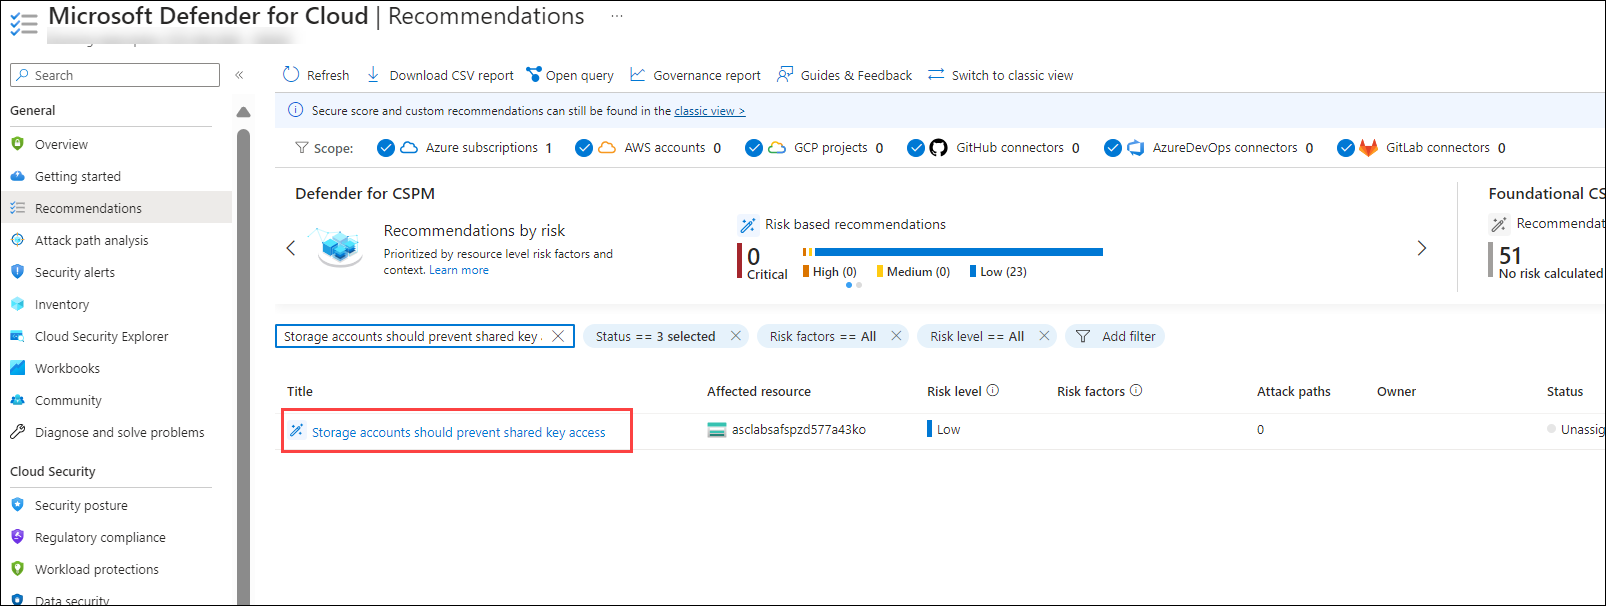 Microsoft Defender for Cloud | Recommendations ...
Search
«
General
Overview
Getting started
Recommendations
Attack path analysis
Security alerts
Inventory
Cloud Security Explorer
Workbooks
Community
Diagnose and solve problems
Cloud Security
Security posture
Regulatory compliance
Workload protections
Data security
Refresh Download CSV report Open query Governance report Guides & Feedback Switch to classic view
Secure score and custom recommendations can still be found in the classic view >
Scope: Azure subscriptions 1 AWS accounts 0 GCP projects 0 GitHub connectors 0 AzureDevOps connectors 0 GitLab connectors 0
Defender for CSPM
Recommendations by risk
Prioritized by resource level risk factors and
context. Learn more
Risk based recommendations
0
Critical
High (0) Medium (0) Low (23)
Foundational CS
Recommendat
51
No risk calculated
Storage accounts should prevent shared key Status == 3 selected Risk factors == All Risk level == All Add filter
Title Affected resource Risk level Risk factors Attack paths Owner Status
Storage accounts should prevent shared key access asclabsafspzd577a43ko Low 0 Unassig